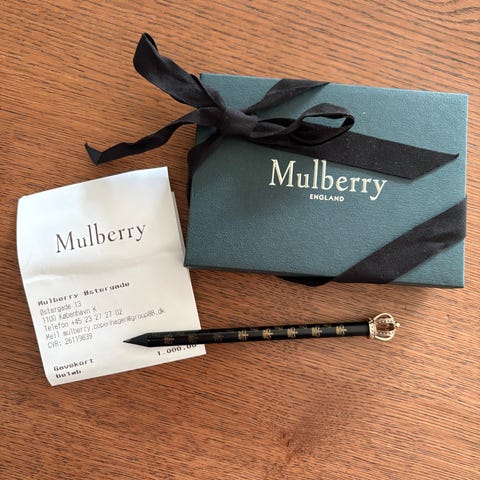 Mulberry
ENGLAND
Mulberry
Mulberry Østergade
Østergade 13
1100 København K
Telefon +45 23 27 27 02
Mail mulberry.copenhagen@group88.dk
CVR: 26119839
1.000.00
Gavekort
Beløb